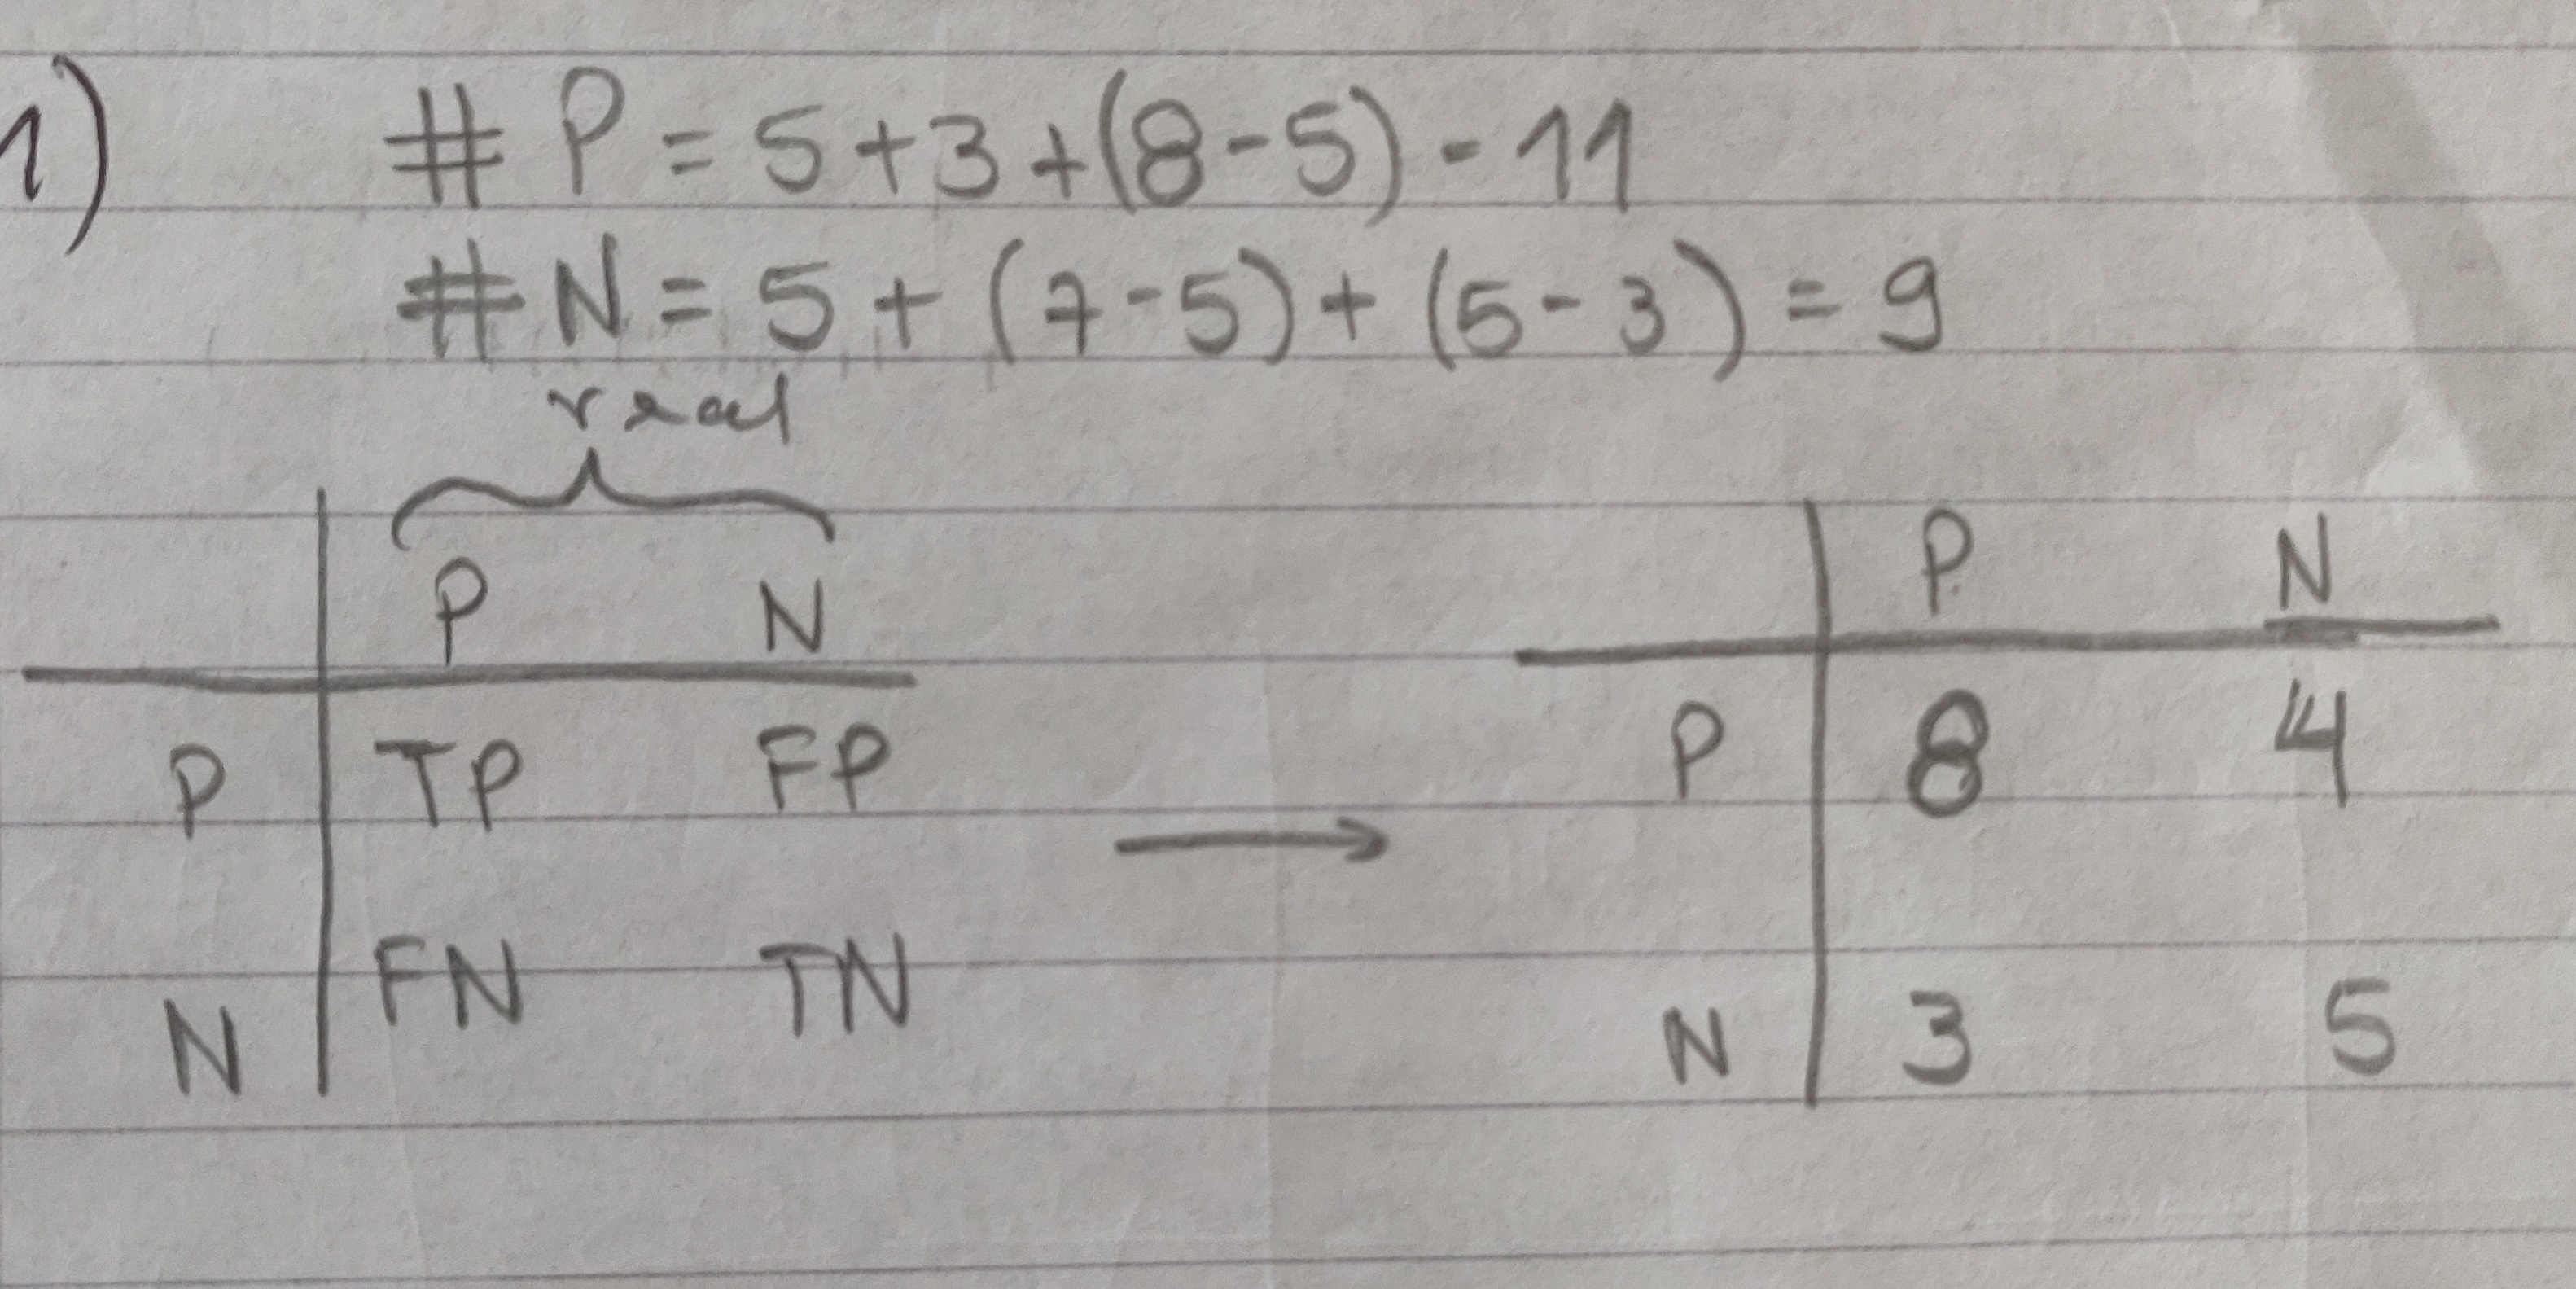 1) # P = 5 + 3 + (8 - 5) - 11
# N = 5 + (7 - 5) + (5 - 3) = 9
real
P N P N
P TP FP → P 8 4
N FN TN N 3 5